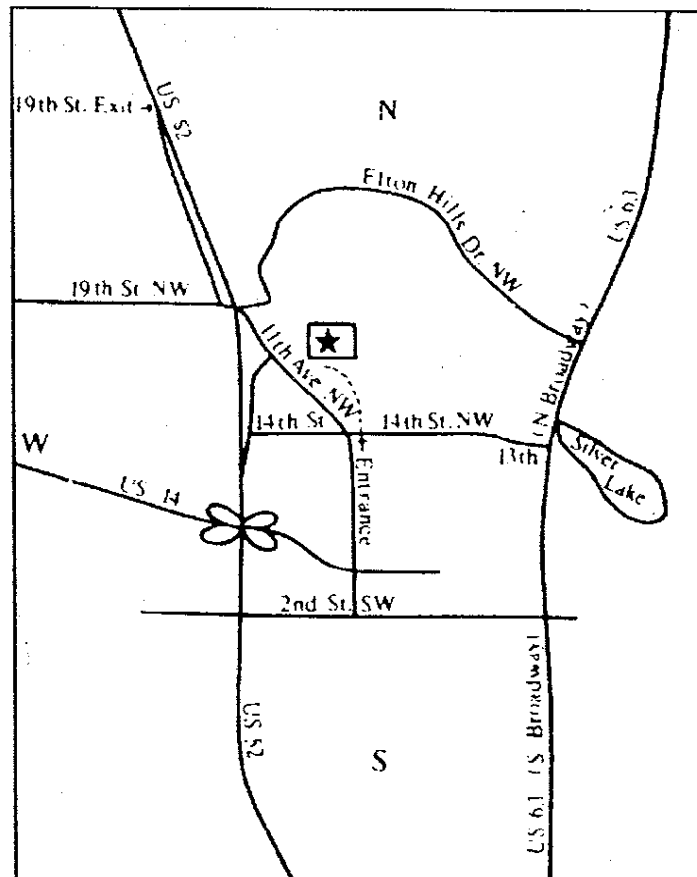 US 52
19th St. Exit
N
Elton Hills Dr. NW
US 63
19th St. NW
11th Ave. NW
(N Broadway)
14th St
14th St. NW
13th
Silver Lake
W
US 14
Entrance
2nd St. SW
US 52
S
US 63 (S Broadway)